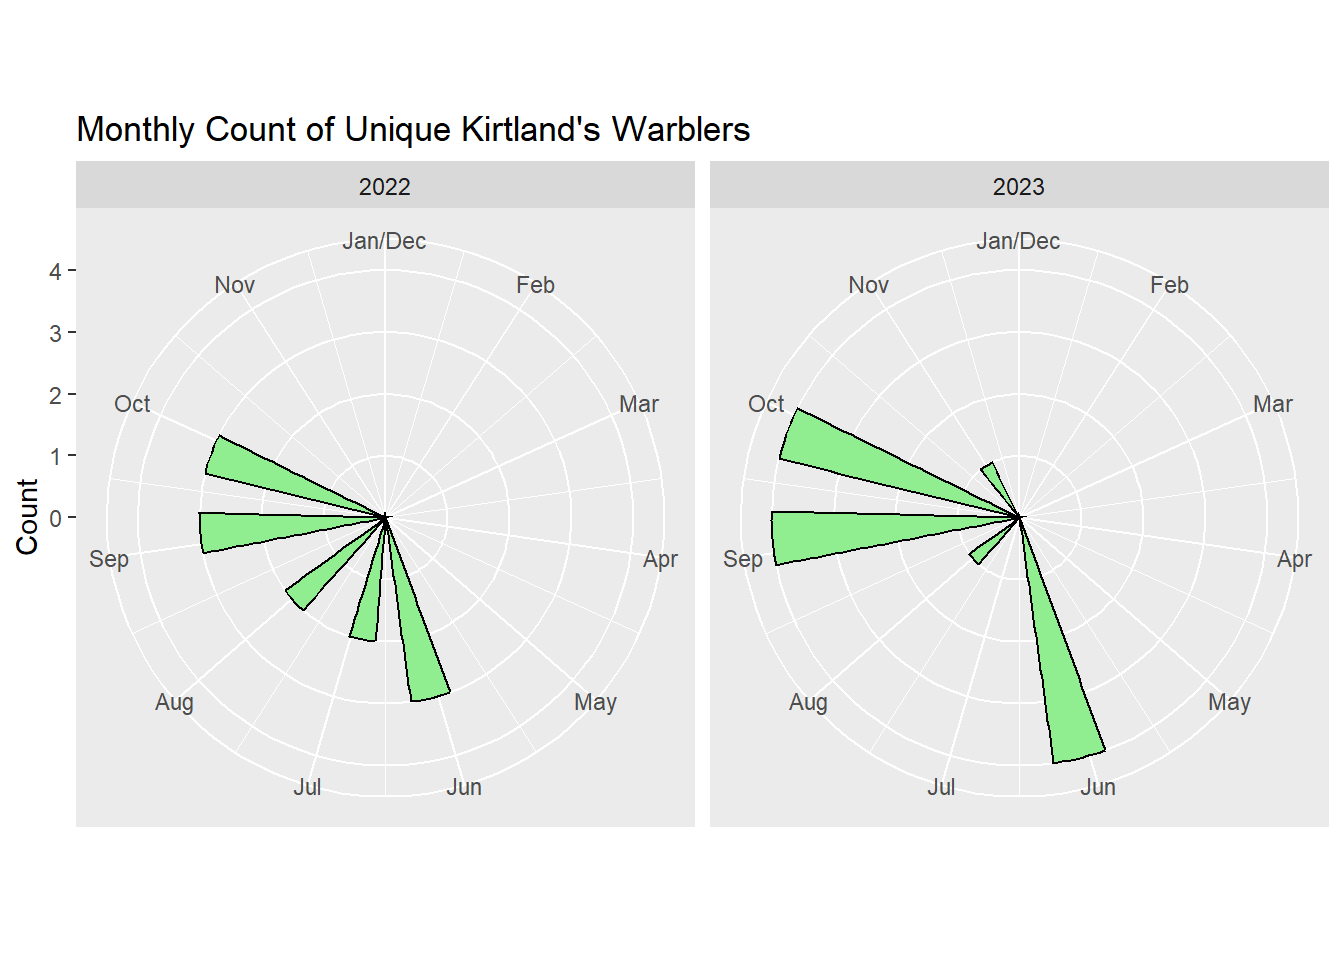 Monthly Count of Unique Kirtland's Warblers
2022
2023
Count
4
3
2
1
0
Jan/Dec
Feb
Mar
Apr
May
Jun
Jul
Aug
Sep
Oct
Nov
Jan/Dec
Feb
Mar
Apr
May
Jun
Jul
Aug
Sep
Oct
Nov